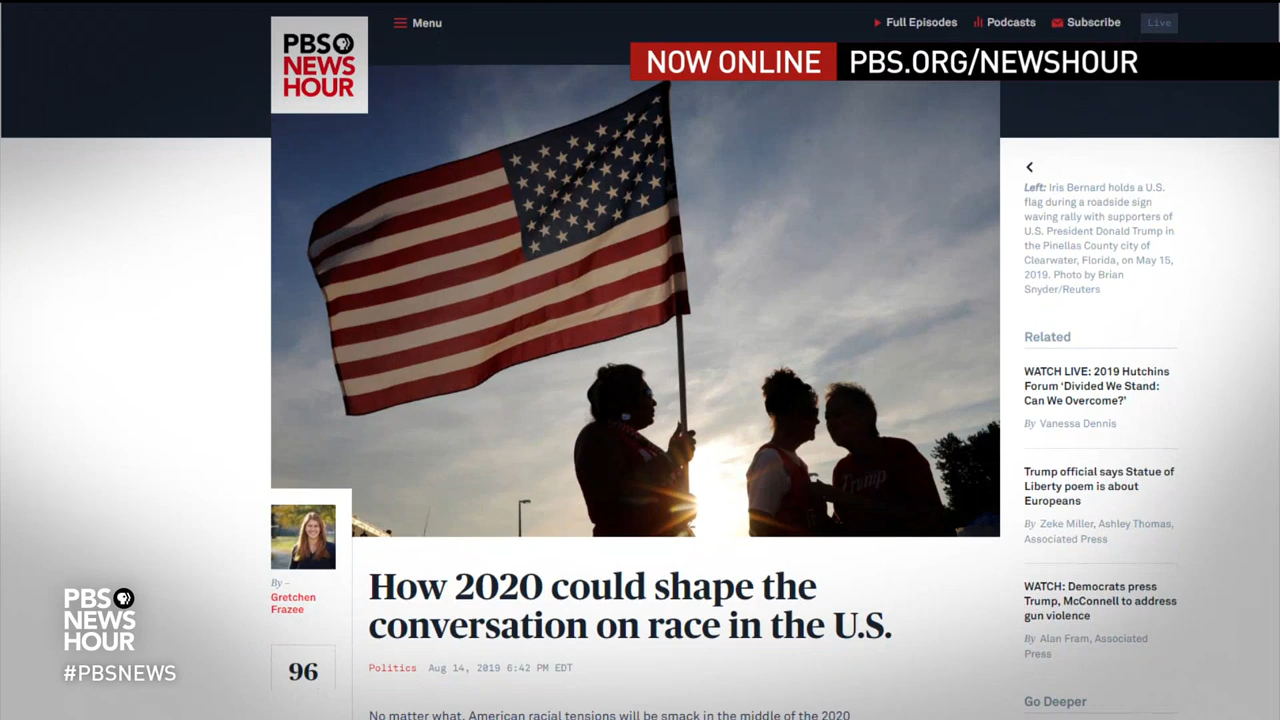 PBS
NEWS
HOUR
Menu
Full Episodes
Podcasts
Subscribe
Live
NOW ONLINE
PBS.ORG/NEWSHOUR
Trump
Left: Iris Bernard holds a U.S.
flag during a roadside sign
waving rally with supporters of
U.S. President Donald Trump in
the Pinellas County city of
Clearwater, Florida, on May 15,
2019. Photo by Brian
Snyder/Reuters
Related
WATCH LIVE: 2019 Hutchins
Forum ‘Divided We Stand:
Can We Overcome?’
By Vanessa Dennis
Trump official says Statue of
Liberty poem is about
Europeans
By Zeke Miller, Ashley Thomas,
Associated Press
WATCH: Democrats press
Trump, McConnell to address
gun violence
By Alan Fram, Associated
Press
Go Deeper
By –
Gretchen
Frazee
96
How 2020 could shape the
conversation on race in the U.S.
Politics Aug 14, 2019 6:42 PM EDT
No matter what, American racial tensions will be smack in the middle of the 2020
PBS
NEWS
HOUR
#PBSNEWS